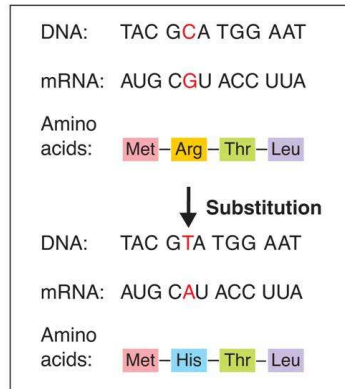 DNA: TAC GCA TGG AAT
mRNA: AUG CGU ACC UUA
Amino
acids: Met – Arg – Thr – Leu
Substitution
DNA: TAC GTA TGG AAT
mRNA: AUG CAU ACC UUA
Amino
acids: Met – His – Thr – Leu